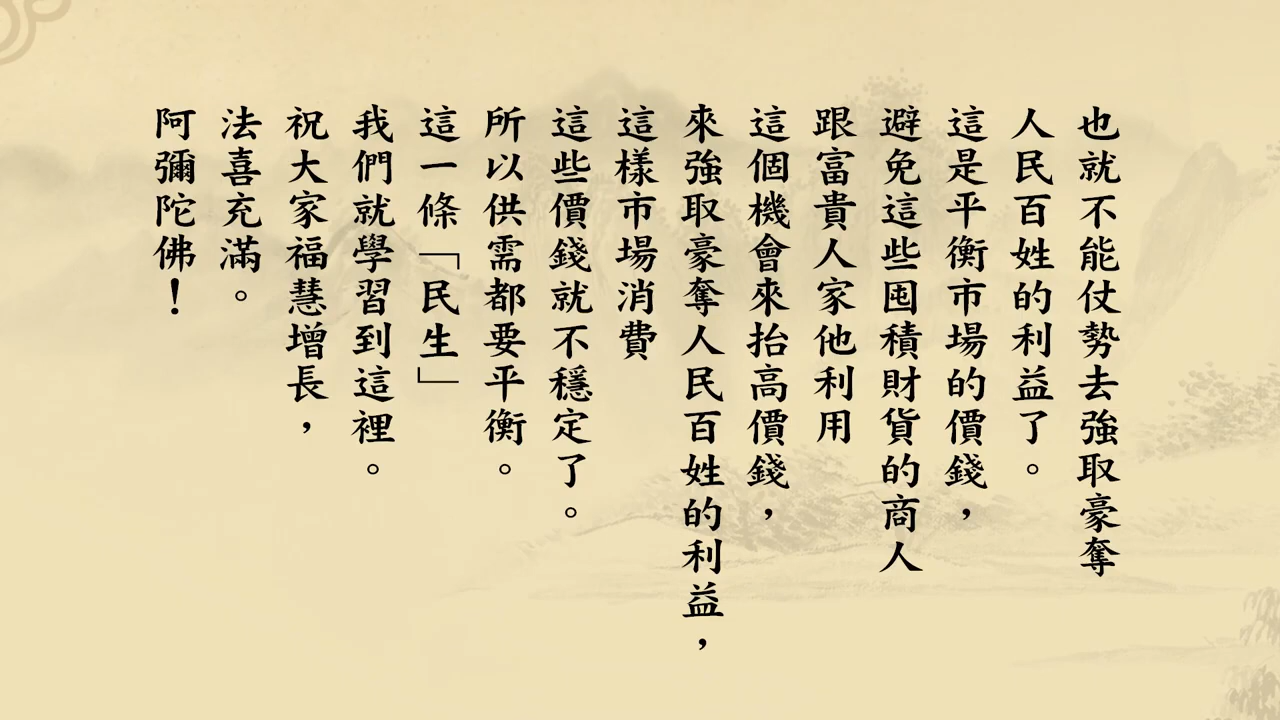 也就不能仗勢去強取豪奪
人民百姓的利益了。
這是平衡市場的價錢，
避免這些囤積財貨的商人
跟富貴人家他利用
這個機會來抬高價錢，
來強取豪奪人民百姓的利益，
這樣市場消費
這些價錢就不穩定了。
所以供需都要平衡。
這一條「民生」
我們就學習到這裡。
祝大家福慧增長，
法喜充滿。
阿彌陀佛！